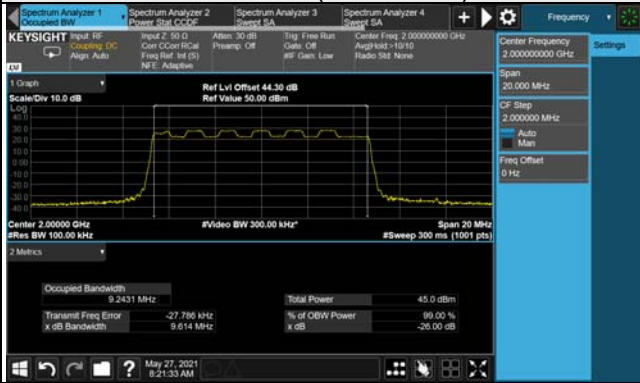 Spectrum Analyzer 1
Occupied BW
Spectrum Analyzer 2
Power Stat CCDF
Spectrum Analyzer 3
Swept SA
Spectrum Analyzer 4
Swept SA
Frequency
KEYSIGHT
Input: RF
Coupling: DC
Align: Auto
Input Z: 50 Ω
Corr CCorr RCal
Freq Ref: Int (S)
NFE: Adaptive
Atten: 30 dB
Preamp: Off
Trig: Free Run
Gate: Off
#IF Gain: Low
Center Freq: 2.000000000 GHz
Avg|Hold:>10/10
Radio Std: None
LXI
1 Graph
Scale/Div 10.0 dB
Ref Lvl Offset 44.30 dB
Ref Value 50.00 dBm
Log
40.0
30.0
20.0
10.0
0.00
-10.0
-20.0
-30.0
-40.0
Center 2.00000 GHz
#Res BW 100.00 kHz
#Video BW 300.00 kHz*
Span 20 MHz
#Sweep 300 ms (1001 pts)
2 Metrics
Occupied Bandwidth
9.2431 MHz
Transmit Freq Error -27.786 kHz
x dB Bandwidth 9.614 MHz
Total Power 45.0 dBm
% of OBW Power 99.00 %
x dB -26.00 dB
Center Frequency
2.000000000 GHz
Settings
Span
20.000 MHz
CF Step
2.000000 MHz
Auto
Man
Freq Offset
0 Hz
?
May 27, 2021
8:21:33 AM